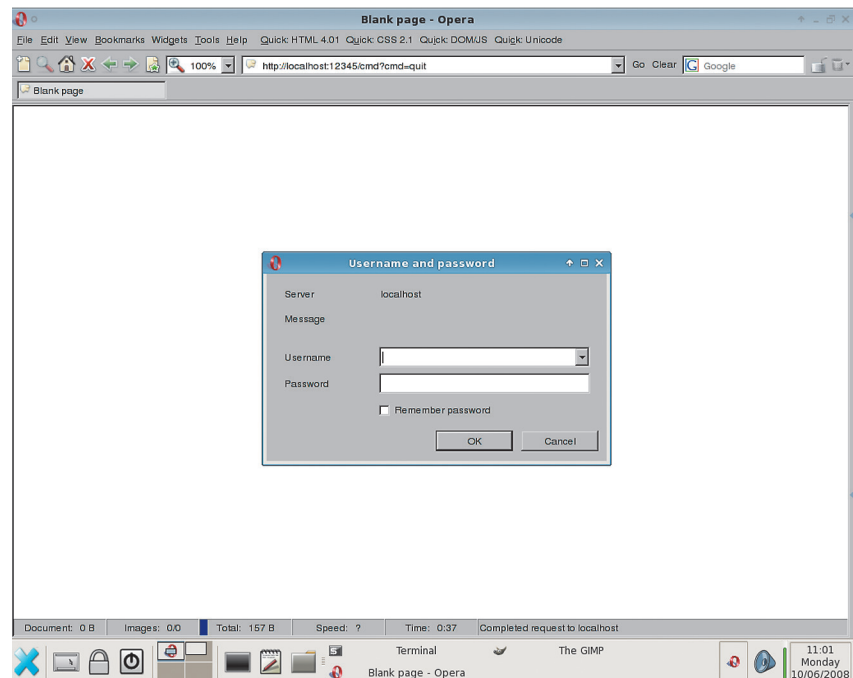 Blank page - Opera
File Edit View Bookmarks Widgets Tools Help Quick: HTML 4.01 Quick: CSS 2.1 Quick: DOM/JS Quick: Unicode
100% http://localhost:12345/cmd?cmd=quit Go Clear G Google
Blank page
Username and password
Server localhost
Message
Username
Password
Remember password
OK Cancel
Document: 0 B Images: 0/0 Total: 157 B Speed: ? Time: 0:37 Completed request to localhost
Terminal The GIMP
Blank page - Opera
11:01
Monday
10/06/2008